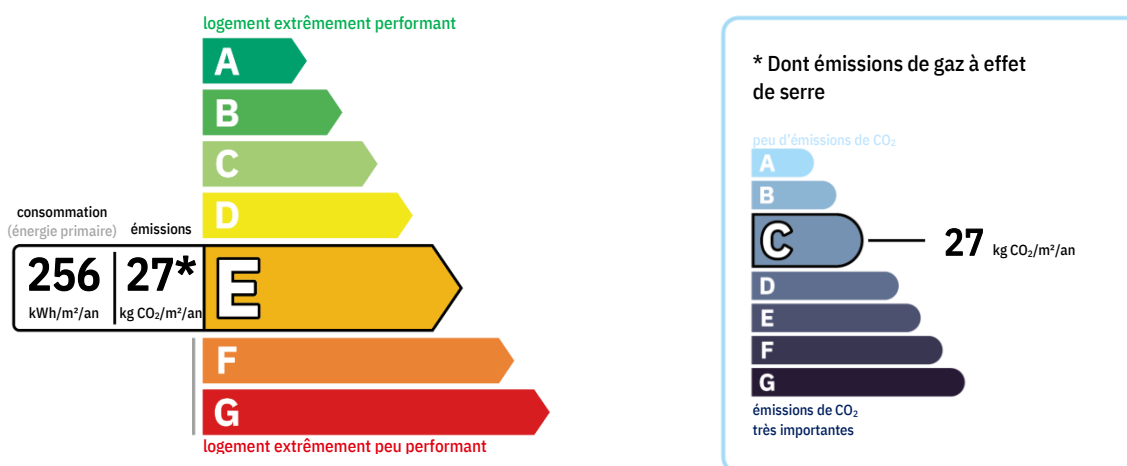 logement extrêmement performant
A
B
C
D
consommation
(énergie primaire)
émissions
256
27*
kWh/m²/an
kg CO₂/m²/an
E
F
G
logement extrêmement peu performant
* Dont émissions de gaz à effet
de serre
peu d'émissions de CO₂
A
B
C
27 kg CO₂/m²/an
D
E
F
G
émissions de CO₂
très importantes